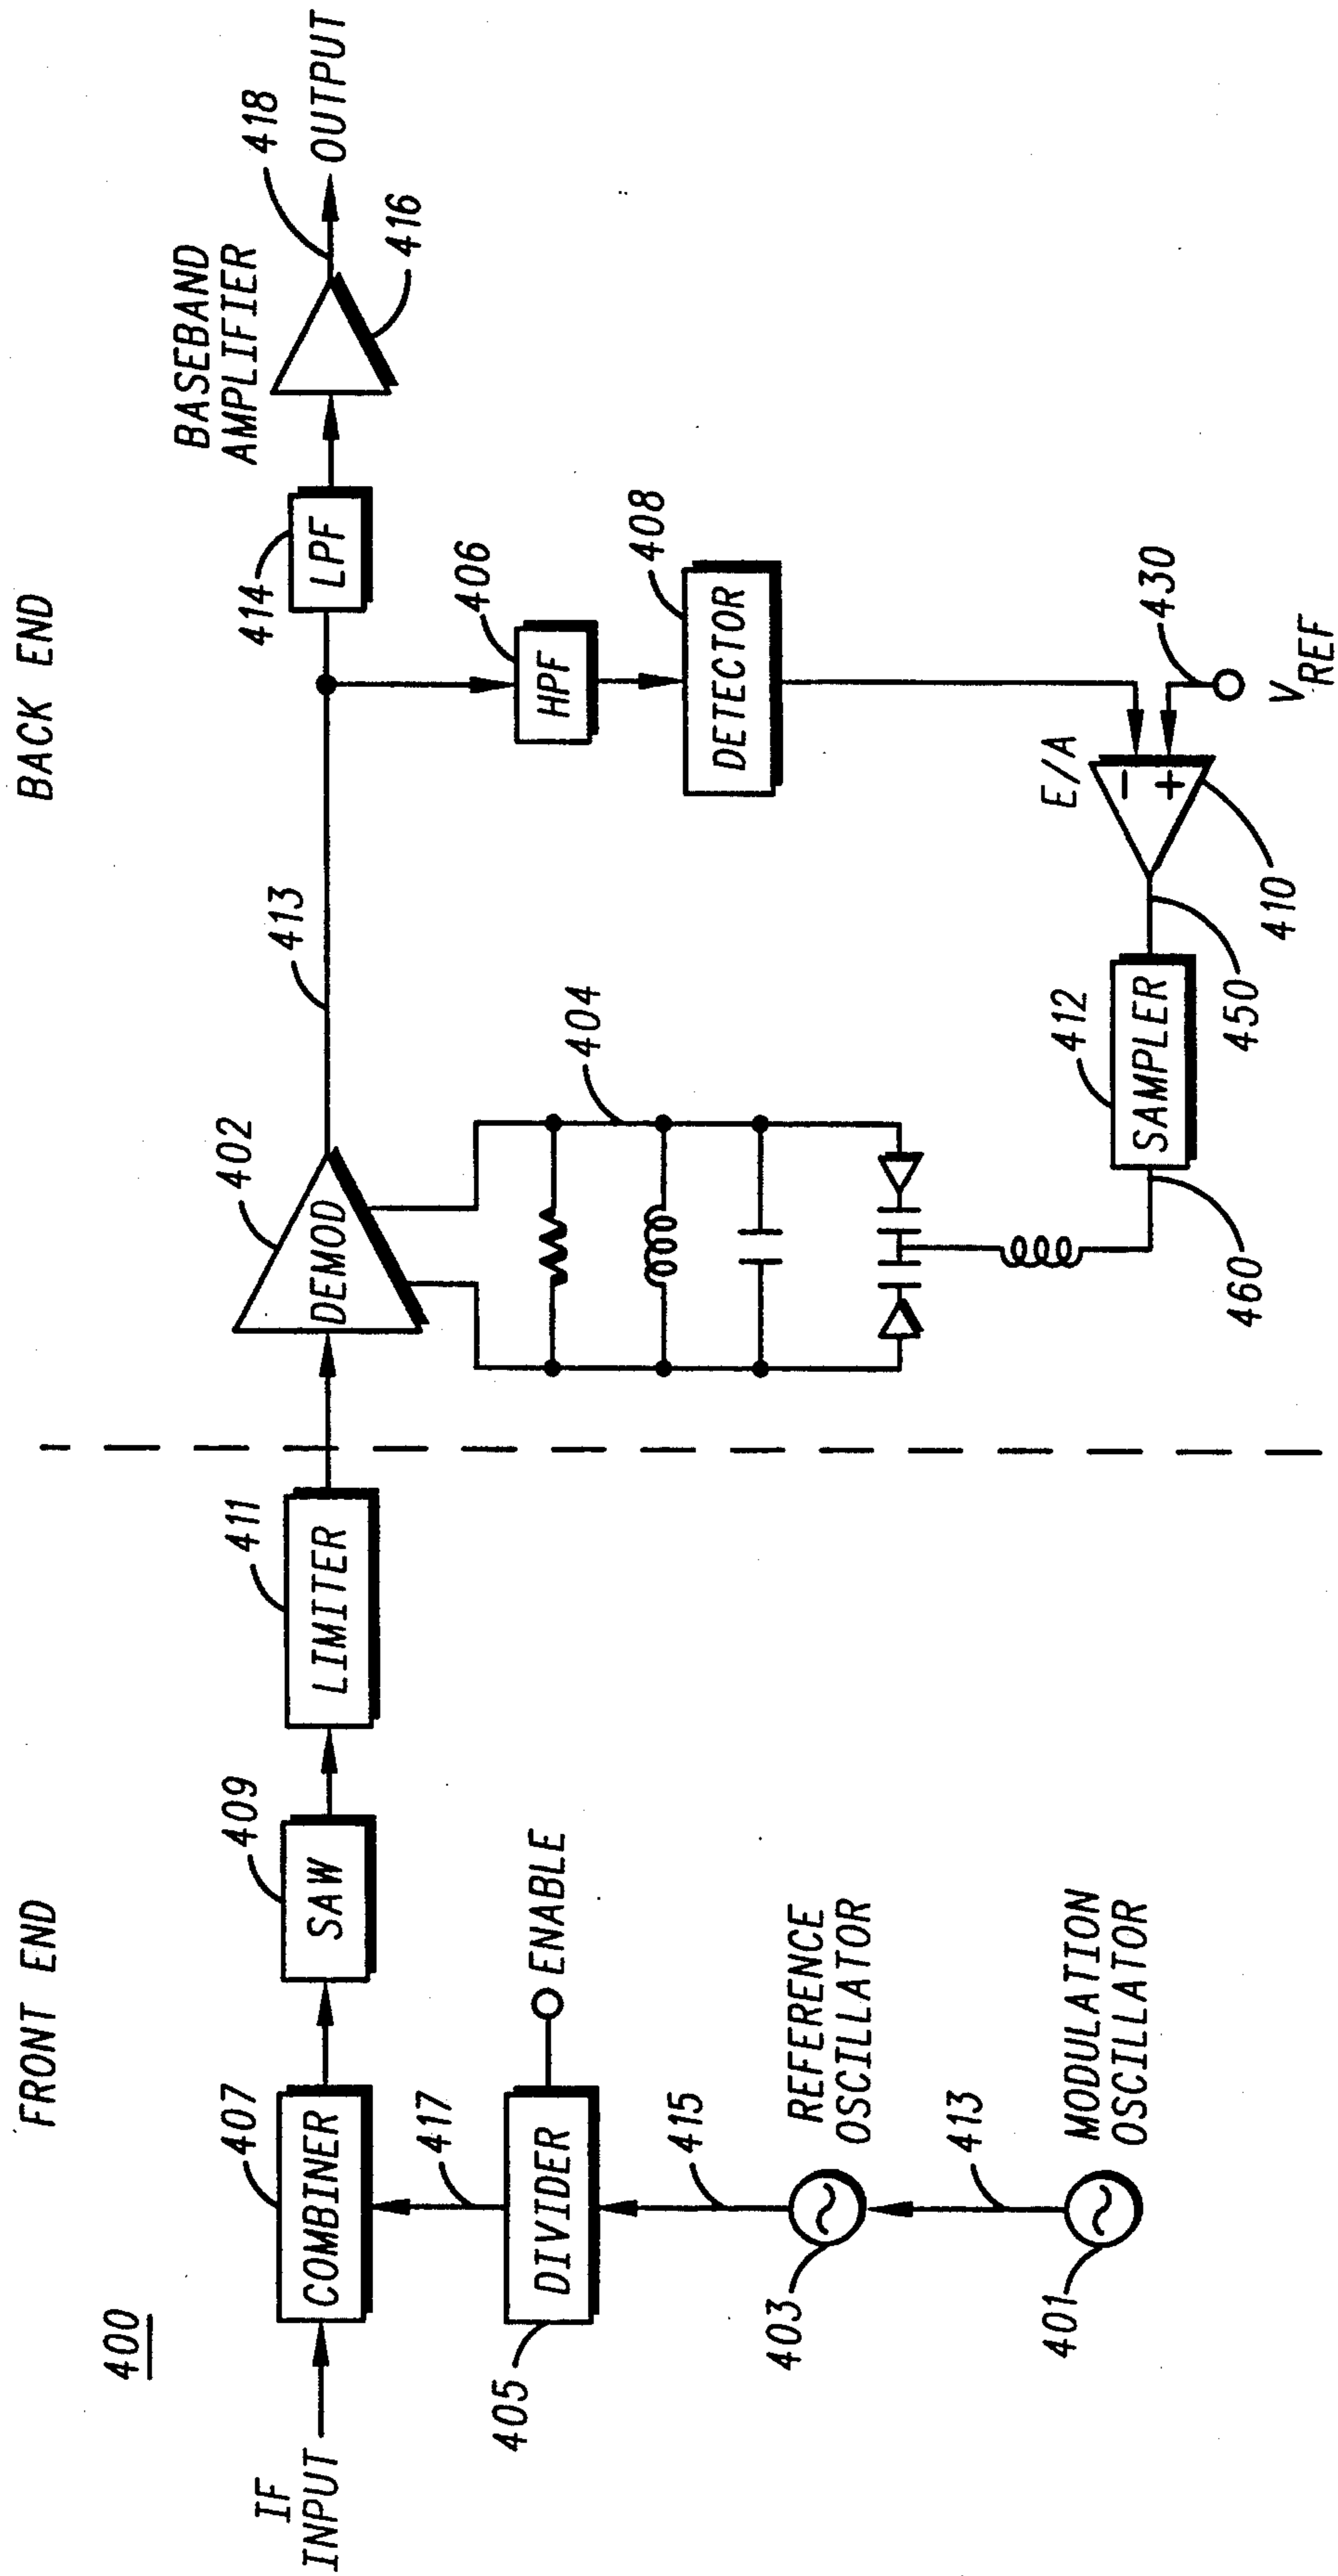 400
FRONT END
BACK END
IF
INPUT
COMBINER
407
SAW
409
LIMITER
411
DEMOD
402
413
414
LPF
BASEBAND
AMPLIFIER
416
418
OUTPUT
417
DIVIDER
405
ENABLE
415
REFERENCE
OSCILLATOR
403
413
MODULATION
OSCILLATOR
401
404
406
HPF
408
DETECTOR
E/A
−
+
410
430
VREF
450
412
SAMPLER
460